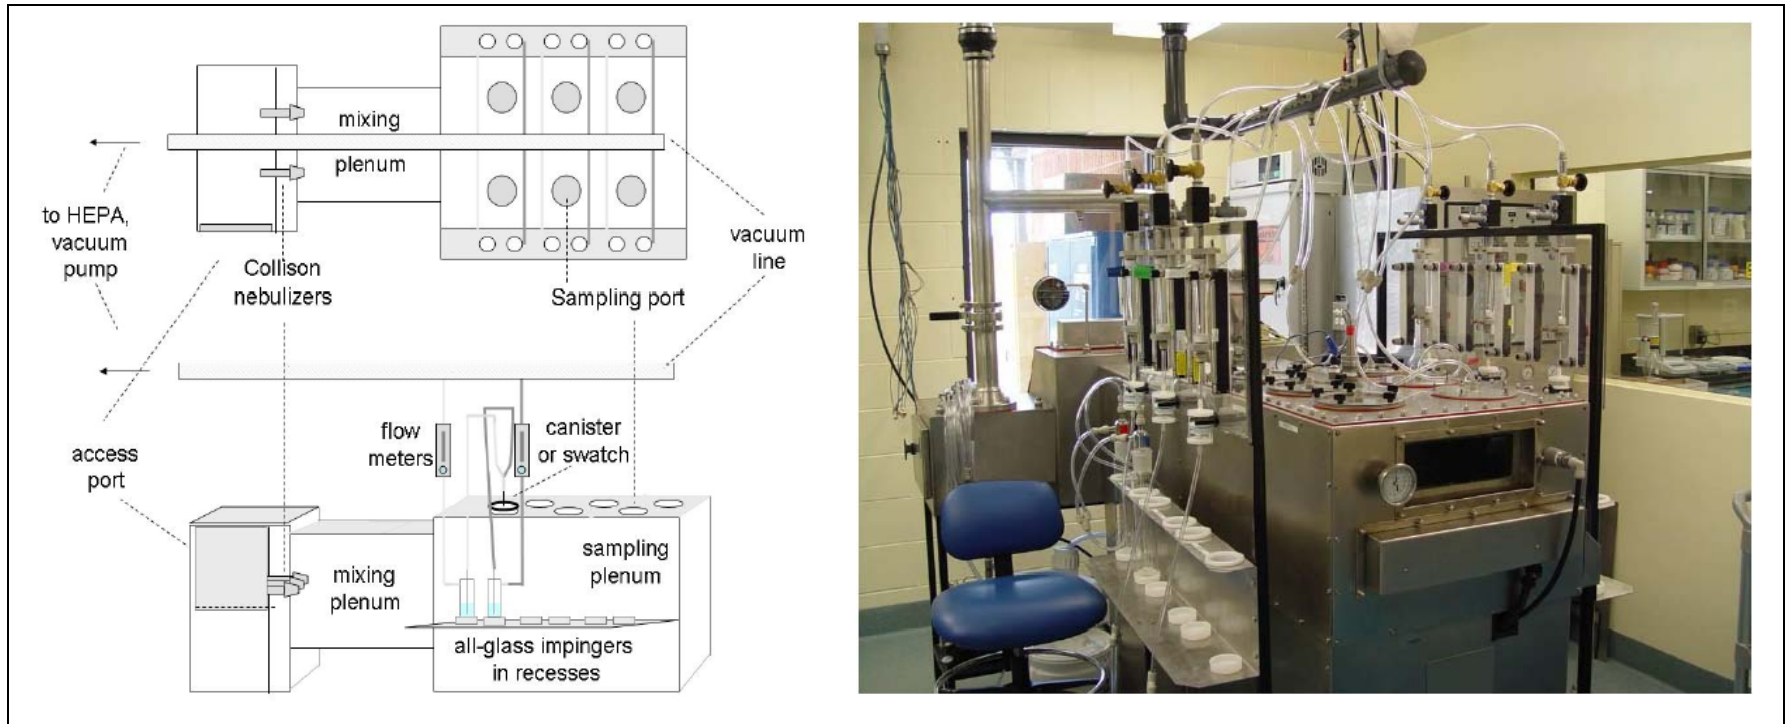 mixing
plenum
to HEPA,
vacuum
pump
Collison
nebulizers
Sampling port
vacuum
line
flow
meters
canister
or swatch
access
port
mixing
plenum
sampling
plenum
all-glass impingers
in recesses